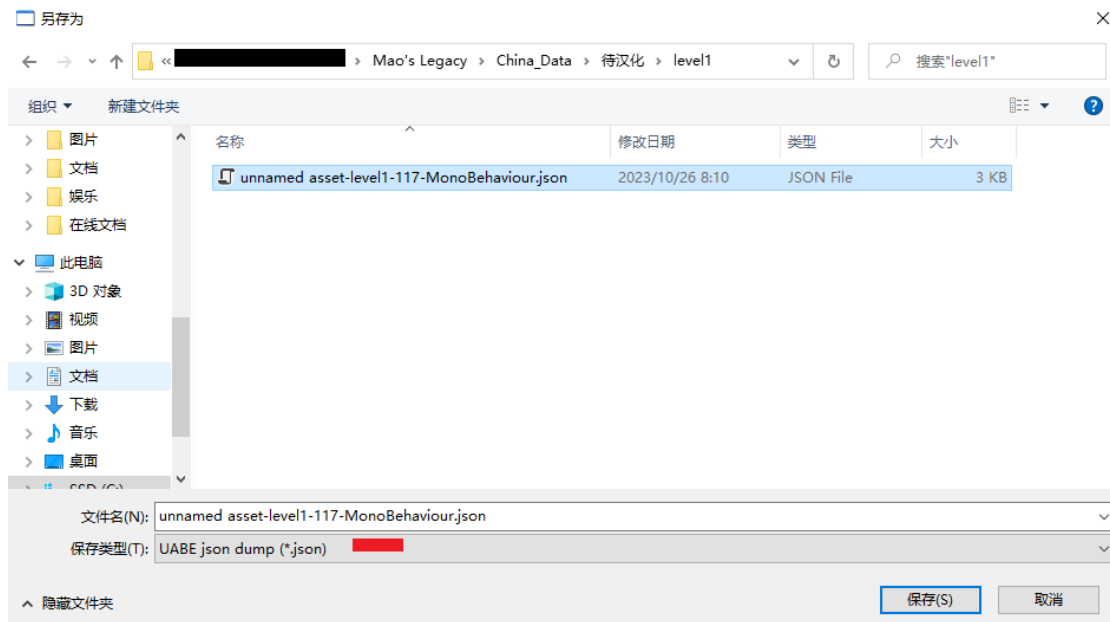 另存为
« › Mao's Legacy › China_Data › 待汉化 › level1
搜索"level1"
组织
新建文件夹
图片
文档
娱乐
在线文档
此电脑
3D 对象
视频
图片
文档
下载
音乐
桌面
SSD (C:)
名称 修改日期 类型 大小
unnamed asset-level1-117-MonoBehaviour.json 2023/10/26 8:10 JSON File 3 KB
文件名(N): unnamed asset-level1-117-MonoBehaviour.json
保存类型(T): UABE json dump (*.json)
隐藏文件夹
保存(S)
取消